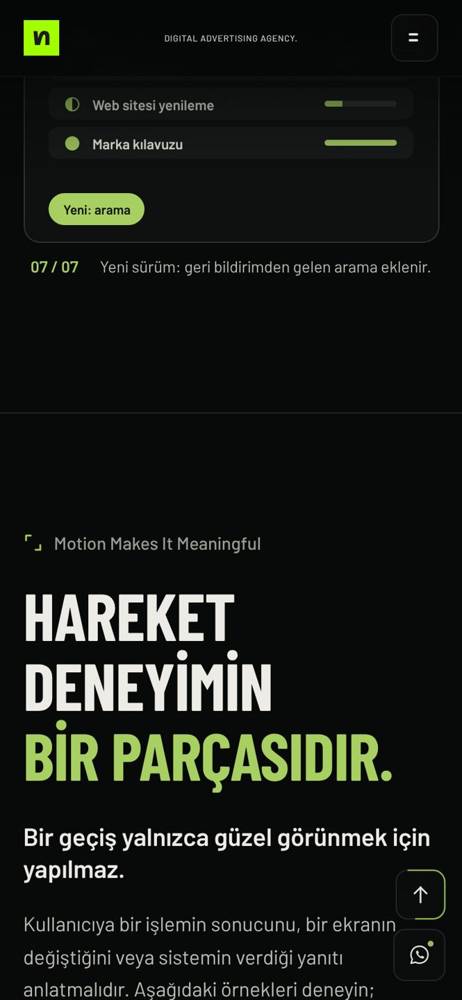 n
DIGITAL ADVERTISING AGENCY.
Web sitesi yenileme
Marka kılavuzu
Yeni: arama
07 / 07 Yeni sürüm: geri bildirimden gelen arama eklenir.
Motion Makes It Meaningful
HAREKET
DENEYİMİN
BİR PARÇASIDIR.
Bir geçiş yalnızca güzel görünmek için
yapılmaz.
Kullanıcıya bir işlemin sonucunu, bir ekranın
değiştiğini veya sistemin verdiği yanıtı
anlatmalıdır. Aşağıdaki örnekleri deneyin;